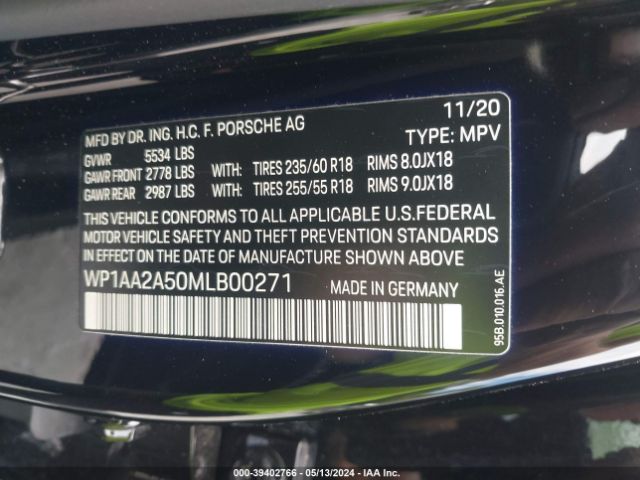 MFD BY DR. ING. H.C. F. PORSCHE AG 11/20
GVWR 5534 LBS TYPE: MPV
GAWR FRONT 2778 LBS WITH: TIRES 235/60 R18 RIMS 8.0JX18
GAWR REAR 2987 LBS WITH: TIRES 255/55 R18 RIMS 9.0JX18
THIS VEHICLE CONFORMS TO ALL APPLICABLE U.S.FEDERAL
MOTOR VEHICLE SAFETY AND THEFT PREVENTION STANDARDS
IN EFFECT ON THE DATE OF MANUFACTURE SHOWN ABOVE.
WP1AA2A50MLB00271 MADE IN GERMANY
95B.010.016.AE
000-39402766 - 05/13/2024 - IAA Inc.